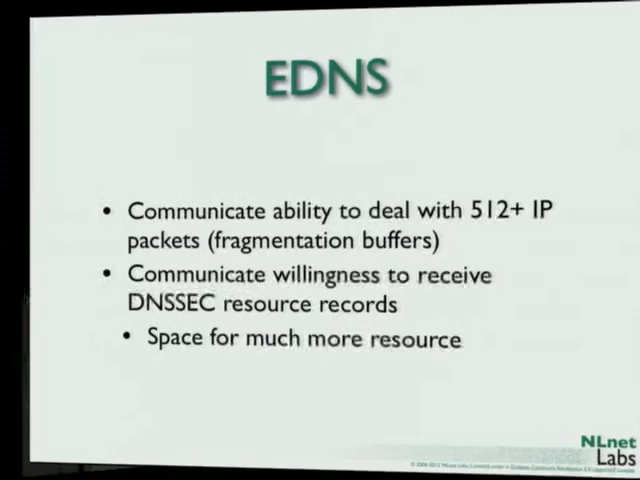 EDNS
• Communicate ability to deal with 512+ IP
packets (fragmentation buffers)
• Communicate willingness to receive
DNSSEC resource records
• Space for much more resource
NLnet
Labs